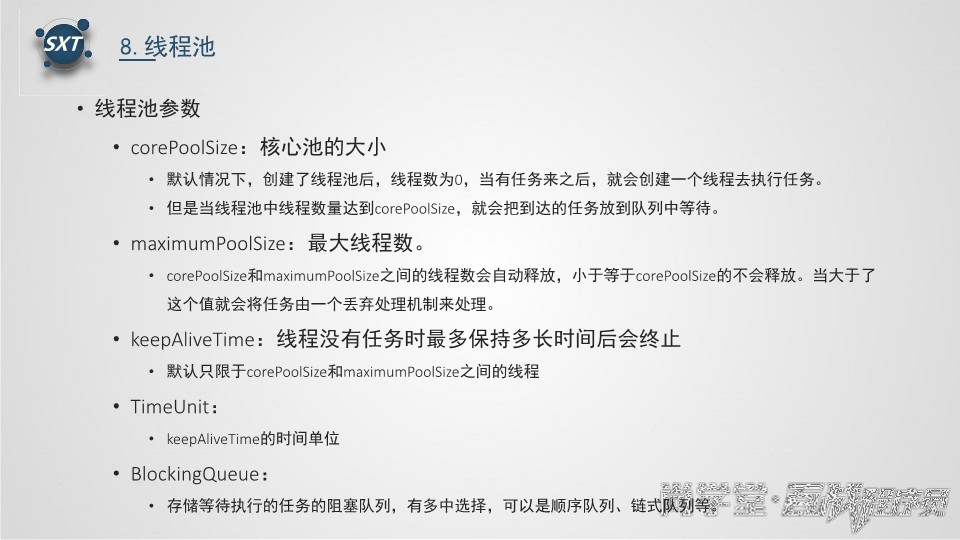 SXT
8. 线程池
• 线程池参数
• corePoolSize：核心池的大小
• 默认情况下，创建了线程池后，线程数为0，当有任务来之后，就会创建一个线程去执行任务。
• 但是当线程池中线程数量达到corePoolSize，就会把到达的任务放到队列中等待。
• maximumPoolSize：最大线程数。
• corePoolSize和maximumPoolSize之间的线程数会自动释放，小于等于corePoolSize的不会释放。当大于了
这个值就会将任务由一个丢弃处理机制来处理。
• keepAliveTime：线程没有任务时最多保持多长时间后会终止
• 默认只限于corePoolSize和maximumPoolSize之间的线程
• TimeUnit：
• keepAliveTime的时间单位
• BlockingQueue：
• 存储等待执行的任务的阻塞队列，有多中选择，可以是顺序队列、链式队列等。
尚学堂·百战程序员